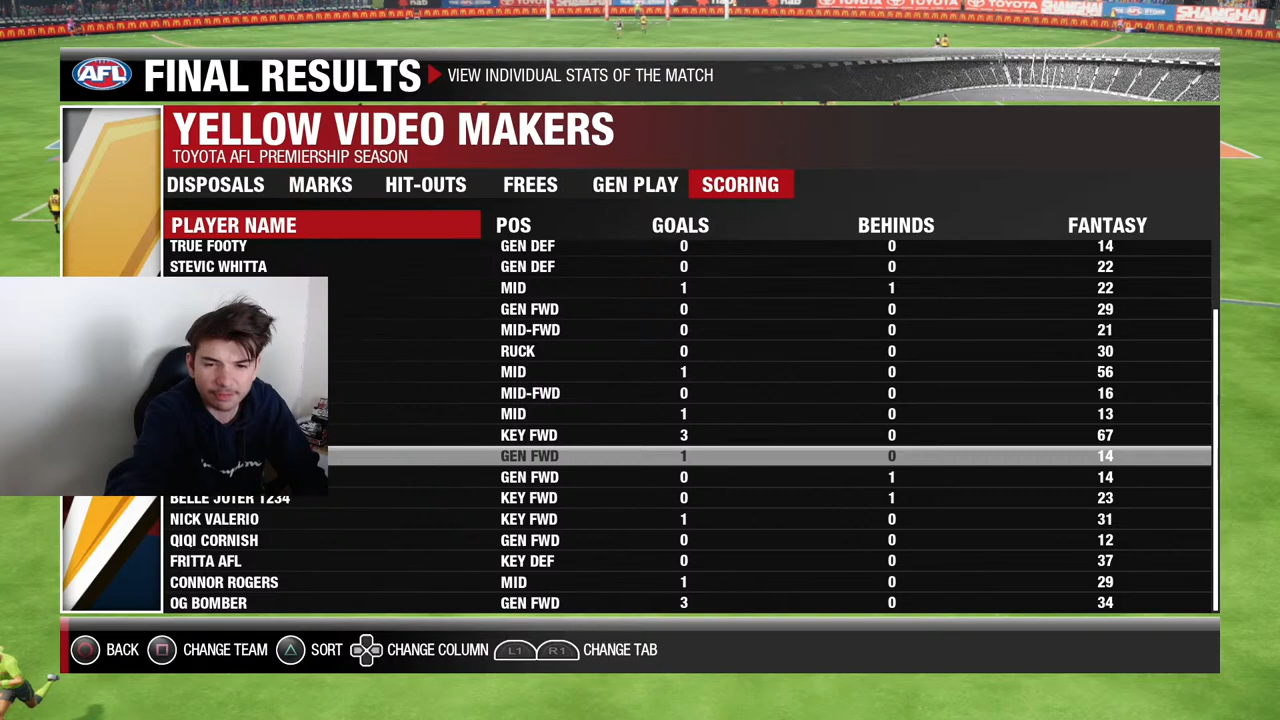 TOYOTA
SHANGHAI
AFL
FINAL RESULTS VIEW INDIVIDUAL STATS OF THE MATCH
YELLOW VIDEO MAKERS
TOYOTA AFL PREMIERSHIP SEASON
DISPOSALS MARKS HIT-OUTS FREES GEN PLAY SCORING
PLAYER NAME POS GOALS BEHINDS FANTASY
TRUE FOOTY GEN DEF 0 0 14
STEVIC WHITTA GEN DEF 0 0 22
MID 1 1 22
GEN FWD 0 0 29
MID-FWD 0 0 21
RUCK 0 0 30
MID 1 0 56
MID-FWD 0 0 16
MID 1 0 13
KEY FWD 3 0 67
GEN FWD 1 0 14
GEN FWD 0 1 14
BELLE JUTER 1234 KEY FWD 0 1 23
NICK VALERIO KEY FWD 1 0 31
QIQI CORNISH GEN FWD 0 0 12
FRITTA AFL KEY DEF 0 0 37
CONNOR ROGERS MID 1 0 29
OG BOMBER GEN FWD 3 0 34
BACK CHANGE TEAM SORT CHANGE COLUMN L1 R1 CHANGE TAB